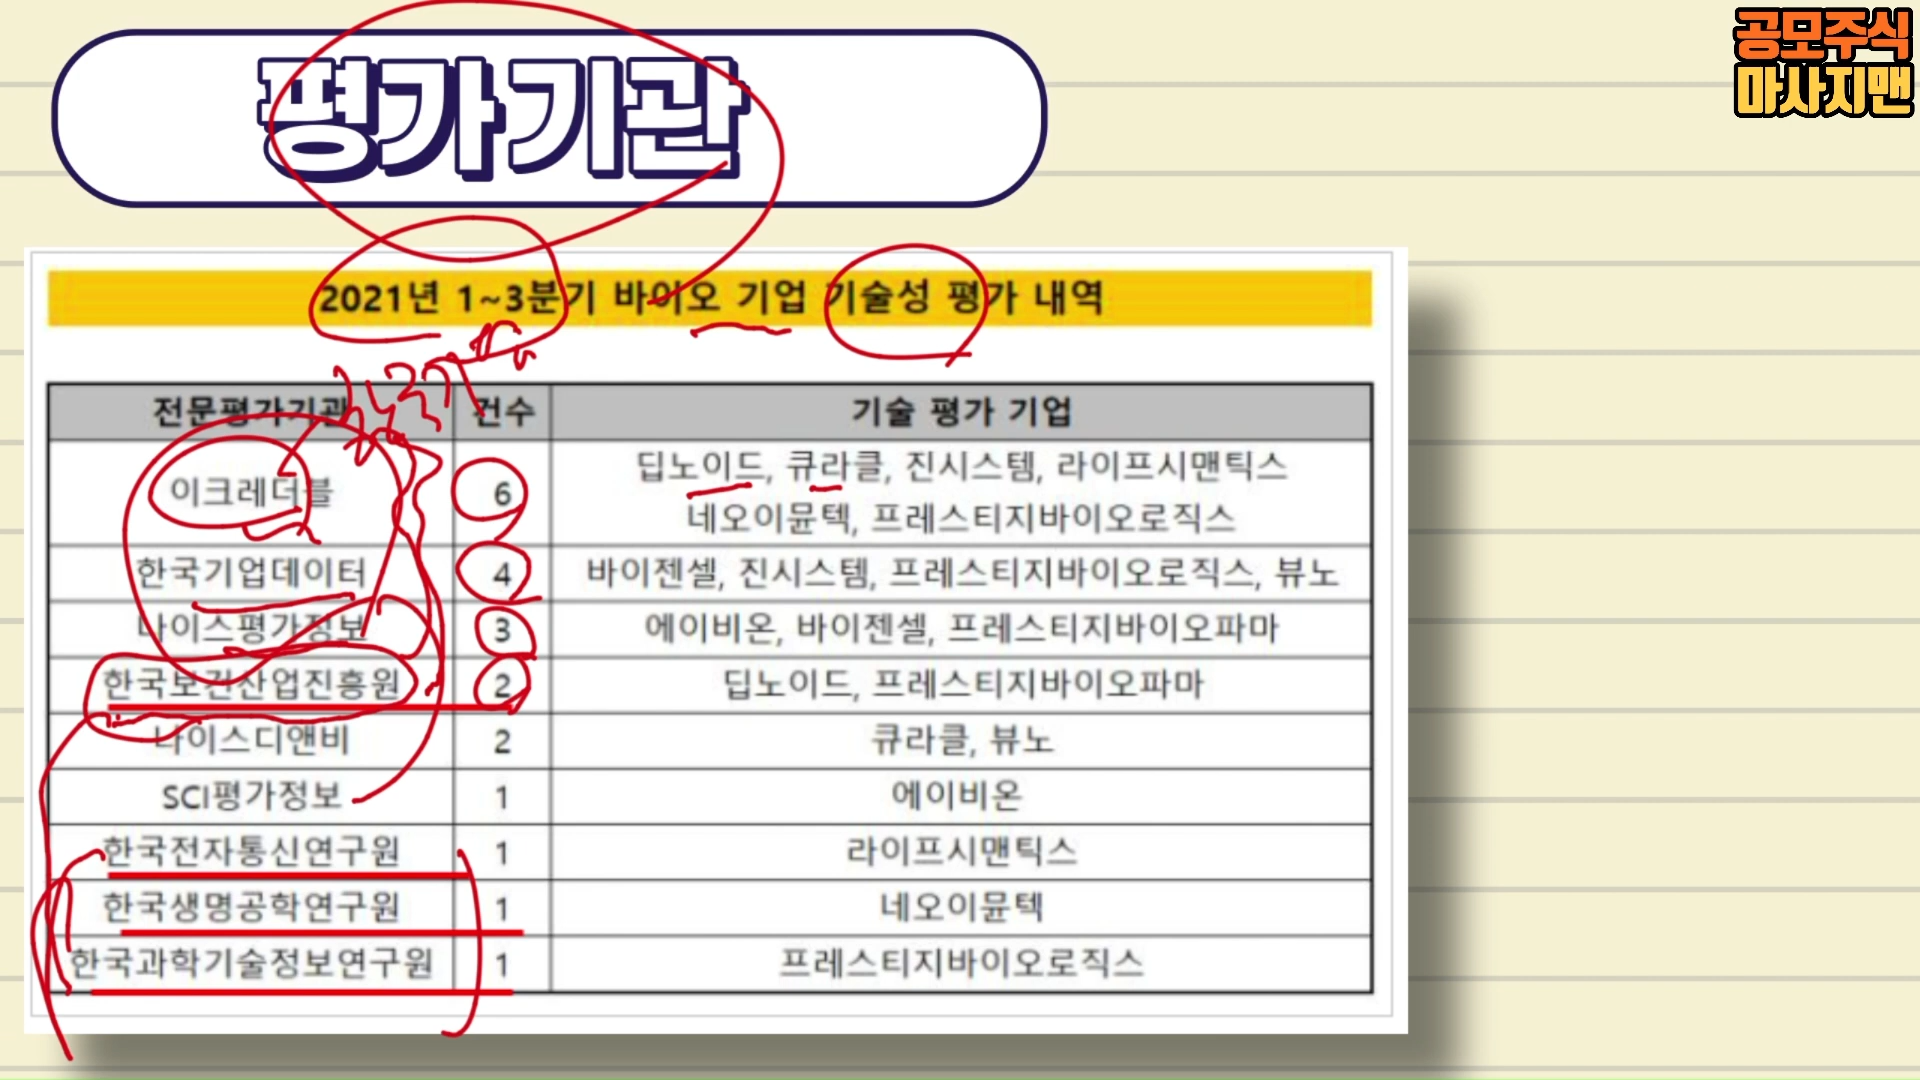 평가기관
공모주식
마사지맨
2021년 1~3분기 바이오 기업 기술성 평가 내역
전문평가기관 건수 기술 평가 기업
이크레더블 6 딥노이드, 큐라클, 진시스템, 라이프시맨틱스
네오이뮨텍, 프레스티지바이오로직스
한국기업데이터 4 바이젠셀, 진시스템, 프레스티지바이오로직스, 뷰노
나이스평가정보 3 에이비온, 바이젠셀, 프레스티지바이오파마
한국보건산업진흥원 2 딥노이드, 프레스티지바이오파마
나이스디앤비 2 큐라클, 뷰노
SCI평가정보 1 에이비온
한국전자통신연구원 1 라이프시맨틱스
한국생명공학연구원 1 네오이뮨텍
한국과학기술정보연구원 1 프레스티지바이오로직스